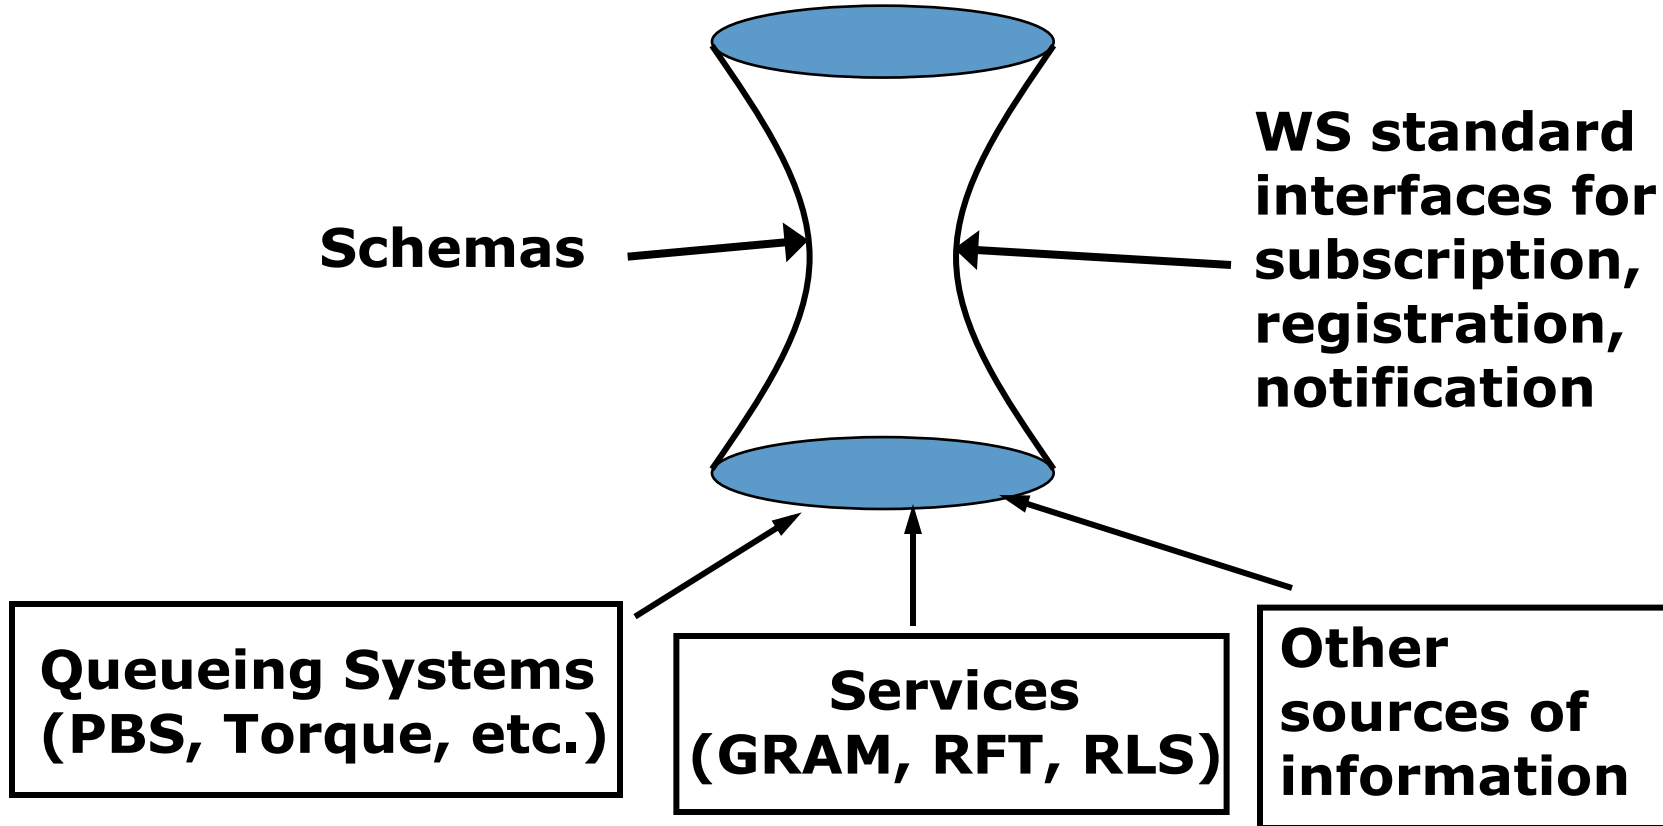 Schemas
WS standard
interfaces for
subscription,
registration,
notification
Queueing Systems
(PBS, Torque, etc.)
Services
(GRAM, RFT, RLS)
Other
sources of
information